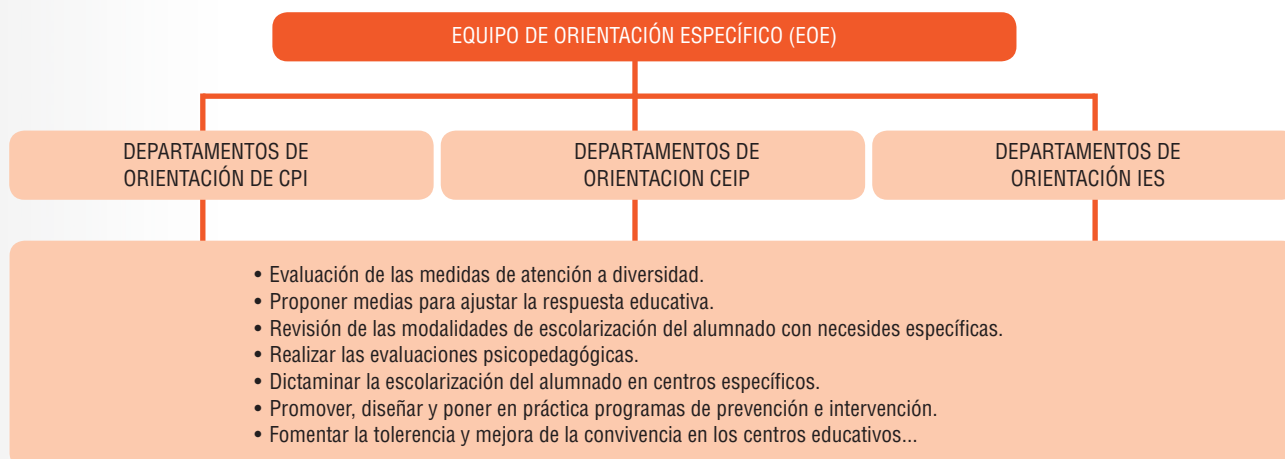 EQUIPO DE ORIENTACIÓN ESPECÍFICO (EOE)
DEPARTAMENTOS DE
ORIENTACIÓN DE CPI
DEPARTAMENTOS DE
ORIENTACION CEIP
DEPARTAMENTOS DE
ORIENTACIÓN IES
• Evaluación de las medidas de atención a diversidad.
• Proponer medias para ajustar la respuesta educativa.
• Revisión de las modalidades de escolarización del alumnado con necesides específicas.
• Realizar las evaluaciones psicopedagógicas.
• Dictaminar la escolarización del alumnado en centros específicos.
• Promover, diseñar y poner en práctica programas de prevención e intervención.
• Fomentar la tolerencia y mejora de la convivencia en los centros educativos...